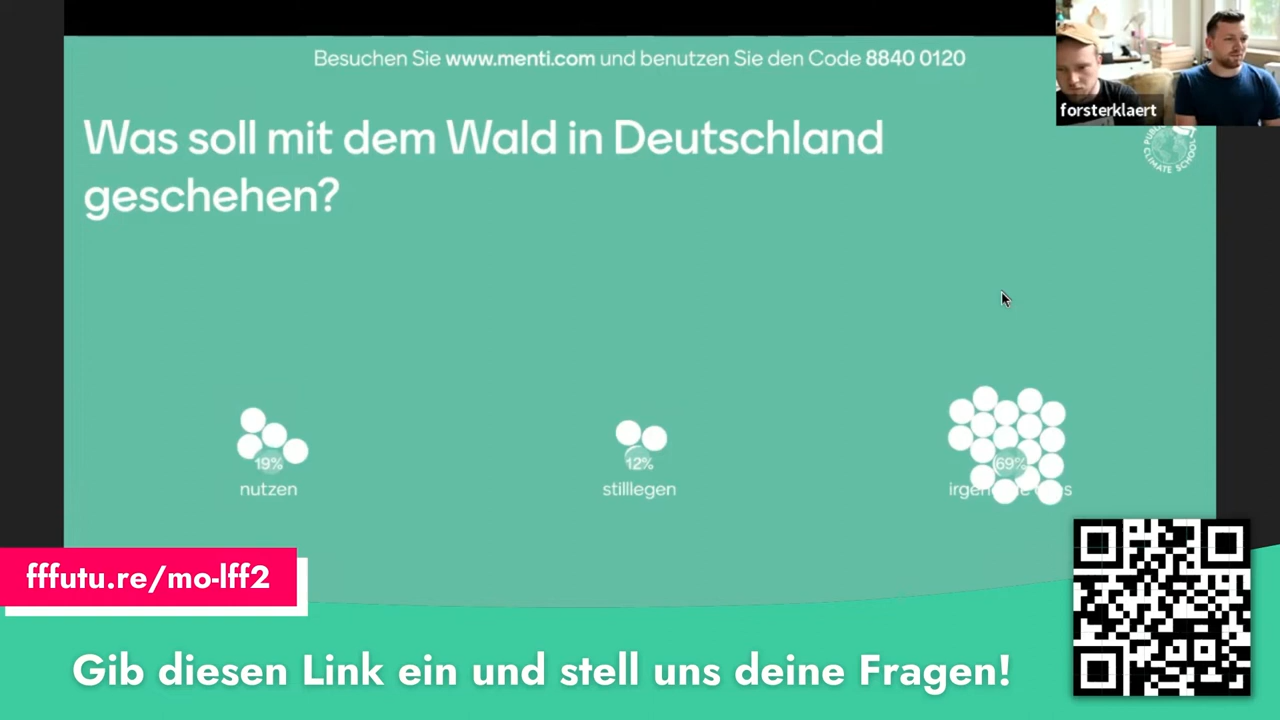 Besuchen Sie www.menti.com und benutzen Sie den Code 8840 0120
forsterklaert
Was soll mit dem Wald in Deutschland
geschehen?
CLIMATE SCHOOL
19%
12%
69%
nutzen
stilllegen
fffutu.re/mo-lff2
Gib diesen Link ein und stell uns deine Fragen!